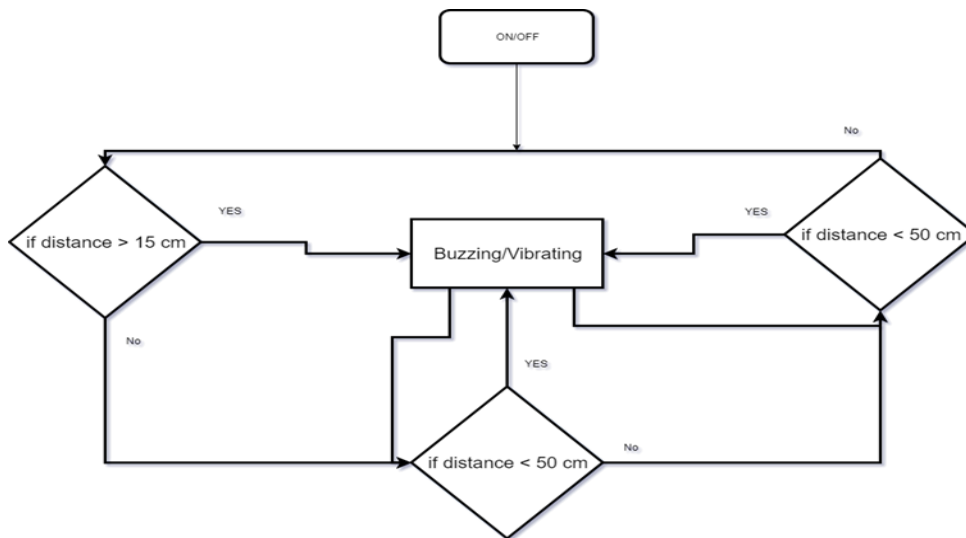 ON/OFF
No
YES
YES
if distance > 15 cm
Buzzing/Vibrating
if distance < 50 cm
No
YES
No
if distance < 50 cm